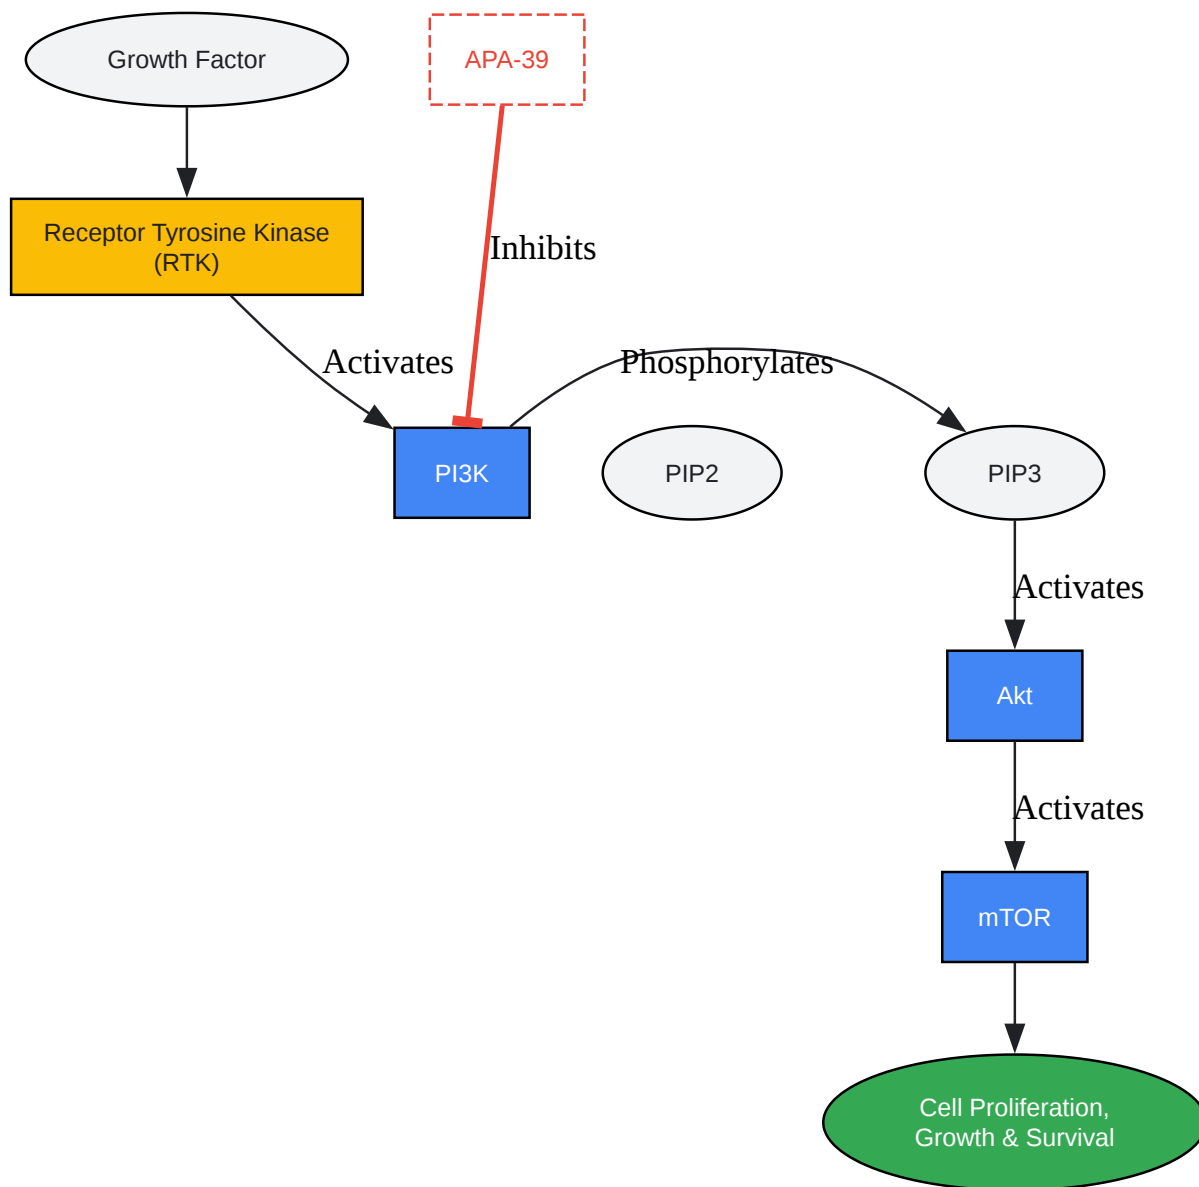 Growth Factor
APA-39
Receptor Tyrosine Kinase
(RTK)
Inhibits
Activates
Phosphorylates
PI3K
PIP2
PIP3
Activates
Akt
Activates
mTOR
Cell Proliferation,
Growth & Survival